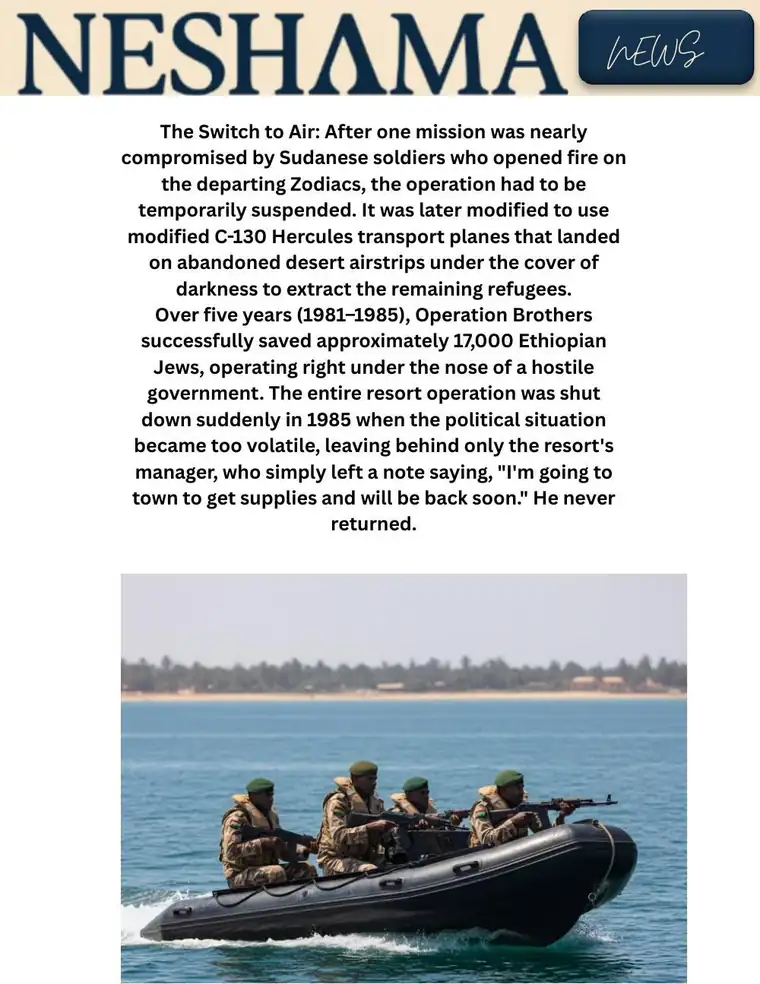 NESHAMA
NEWS
The Switch to Air: After one mission was nearly
compromised by Sudanese soldiers who opened fire on
the departing Zodiacs, the operation had to be
temporarily suspended. It was later modified to use
modified C-130 Hercules transport planes that landed
on abandoned desert airstrips under the cover of
darkness to extract the remaining refugees.
Over five years (1981–1985), Operation Brothers
successfully saved approximately 17,000 Ethiopian
Jews, operating right under the nose of a hostile
government. The entire resort operation was shut
down suddenly in 1985 when the political situation
became too volatile, leaving behind only the resort's
manager, who simply left a note saying, "I'm going to
town to get supplies and will be back soon." He never
returned.